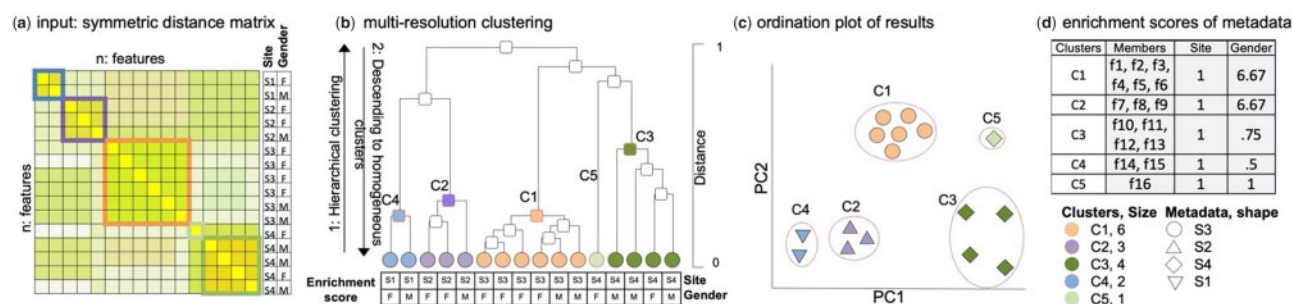 (a) input: symmetric distance matrix
n: features
n: features
Site
Gender
S1 F
S1 M
S2 F
S2 F
S2 M
S3 F
S3 F
S3 F
S3 F
S3 M
S3 M
S4 F
S4 M
S4 M
S4 F
S4 M
(b) multi-resolution clustering
1: Hierarchical clustering
2: Descending to homogeneous
clusters
C4
C2
C1
C5
C3
1
Distance
0
Enrichment
score
S1 S1 S2 S2 S2 S3 S3 S3 S3 S3 S3 S4 S4 S4 S4 S4
Site
Gender
(c) ordination plot of results
PC2
C1
C5
C4
C2
C3
PC1
(d) enrichment scores of metadata
Clusters Members Site Gender
C1 f1, f2, f3, f4, f5, f6 1 6.67
C2 f7, f8, f9 1 6.67
C3 f10, f11, f12, f13 1 .75
C4 f14, f15 1 .5
C5 f16 1 1
Clusters, Size
C1, 6
C2, 3
C3, 4
C4, 2
C5, 1
Metadata, shape
S3
S2
S4
S1